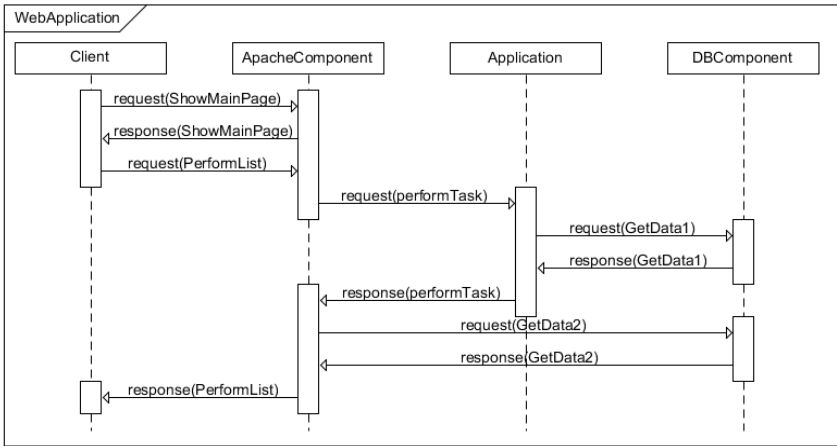 WebApplication
Client
ApacheComponent
Application
DBComponent
request(ShowMainPage)
response(ShowMainPage)
request(PerformList)
request(performTask)
request(GetData1)
response(GetData1)
response(performTask)
request(GetData2)
response(GetData2)
response(PerformList)